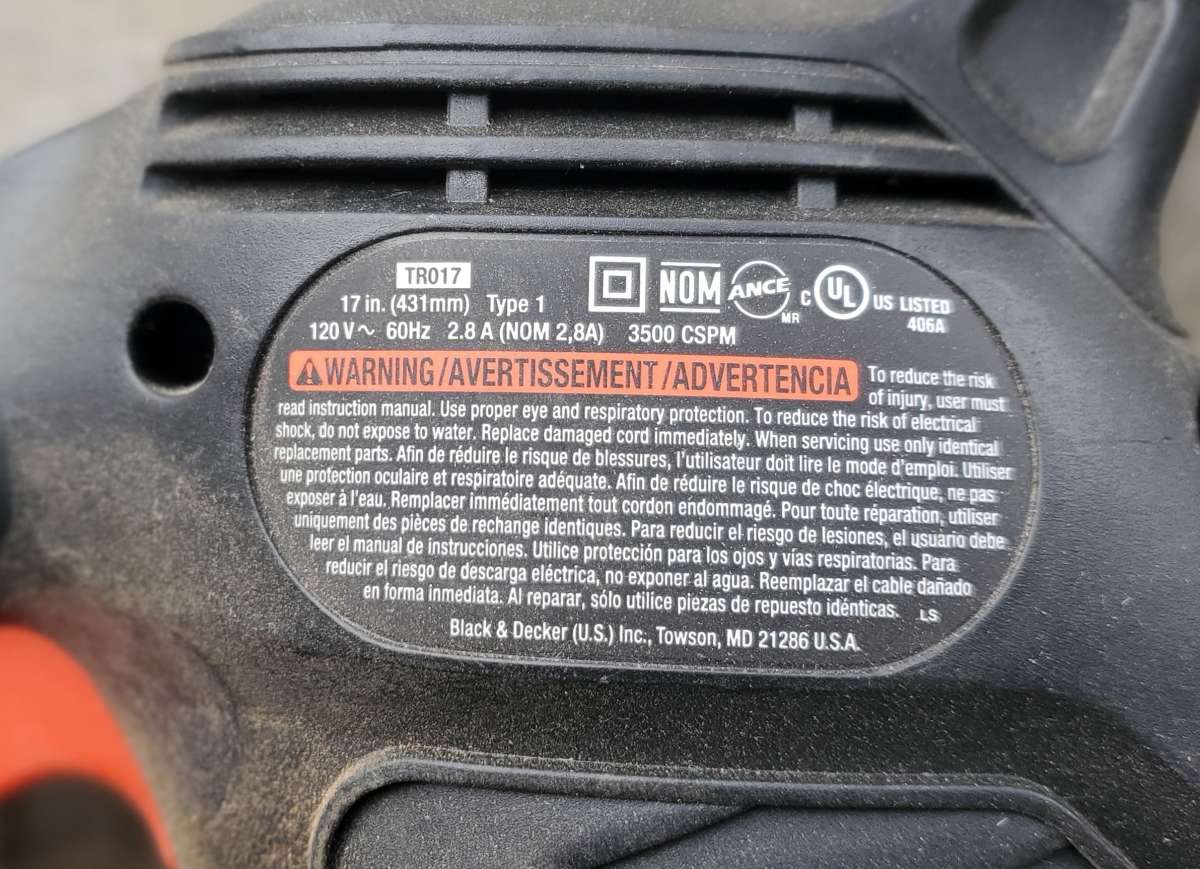 TR017
17 in. (431mm) Type 1
120 V~ 60Hz 2.8 A (NOM 2,8A) 3500 CSPM
NOM
ANCE
MR
C UL US LISTED
406A
WARNING/AVERTISSEMENT/ADVERTENCIA To reduce the risk
of injury, user must
read instruction manual. Use proper eye and respiratory protection. To reduce the risk of electrical
shock, do not expose to water. Replace damaged cord immediately. When servicing use only identical
replacement parts. Afin de réduire le risque de blessures, l'utilisateur doit lire le mode d'emploi. Utiliser
une protection oculaire et respiratoire adéquate. Afin de réduire le risque de choc électrique, ne pas
exposer à l'eau. Remplacer immédiatement tout cordon endommagé. Pour toute réparation, utiliser
uniquement des pièces de rechange identiques. Para reducir el riesgo de lesiones, el usuario debe
leer el manual de instrucciones. Utilice protección para los ojos y vías respiratorias. Para
reducir el riesgo de descarga eléctrica, no exponer al agua. Reemplazar el cable dañado
en forma inmediata. Al reparar, sólo utilice piezas de repuesto idénticas. LS
Black & Decker (U.S.) Inc., Towson, MD 21286 U.S.A.